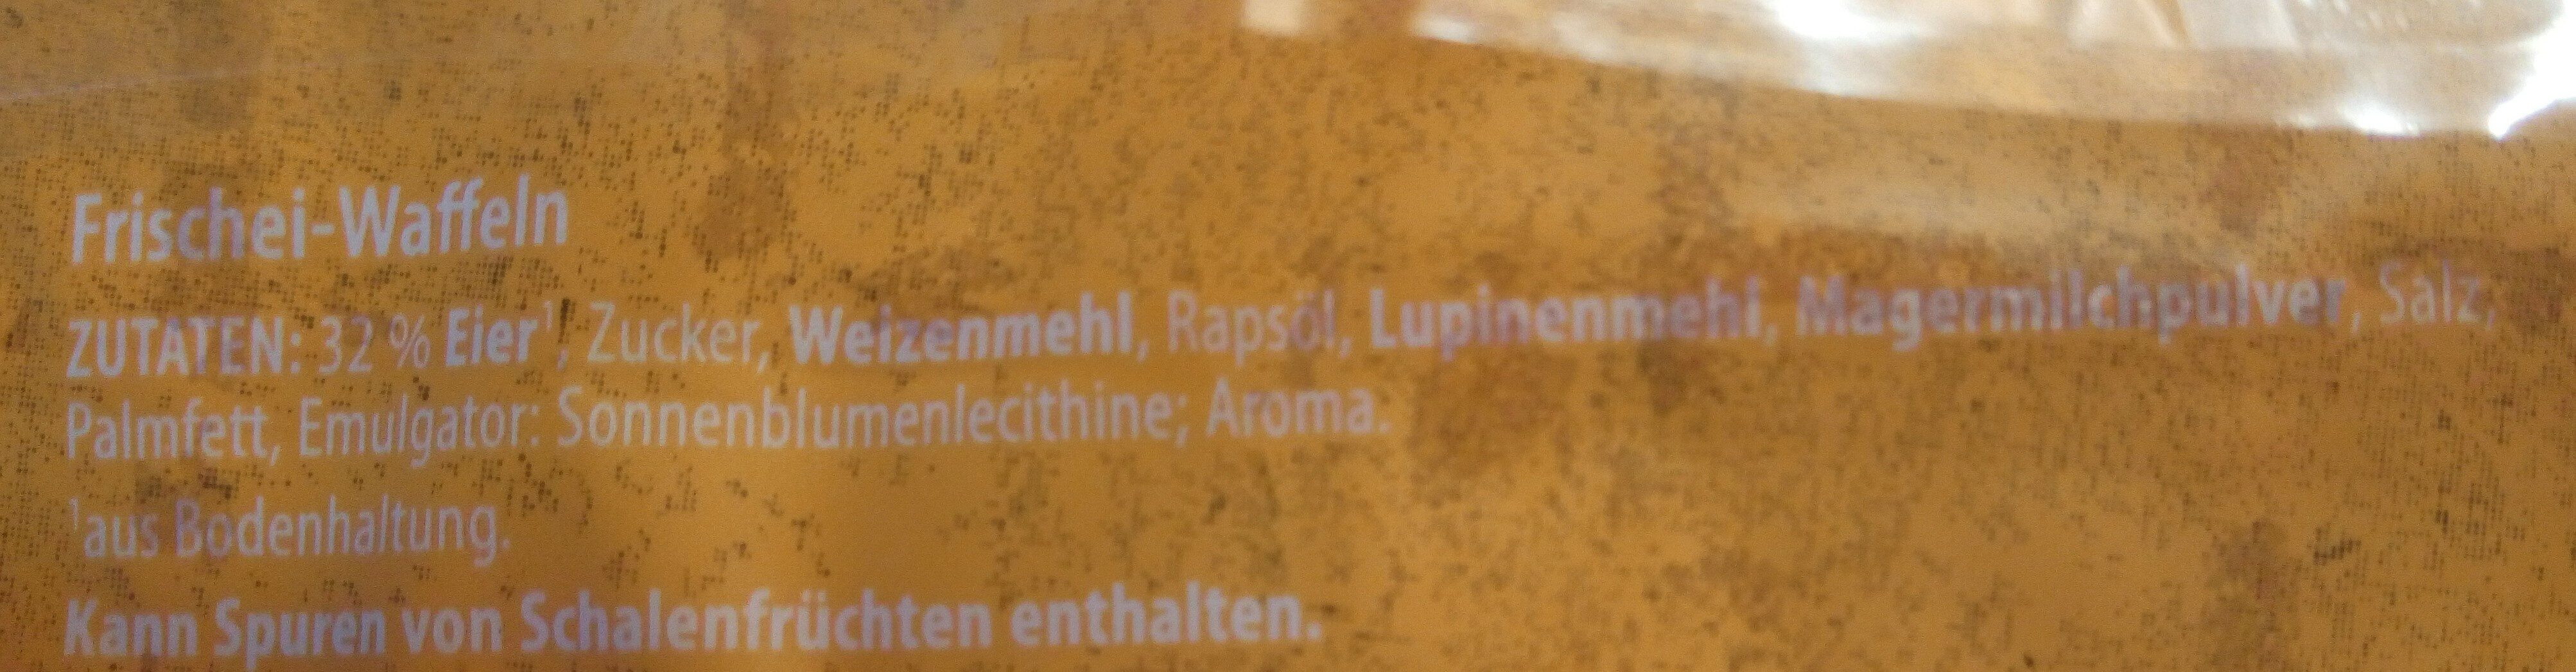 Frischei-Waffeln
ZUTATEN: 32 % Eier¹, Zucker, Weizenmehl, Rapsöl, Lupinenmehl, Magermilchpulver, Salz,
Palmfett, Emulgator: Sonnenblumenlecithine; Aroma.
¹aus Bodenhaltung.
Kann Spuren von Schalenfrüchten enthalten.